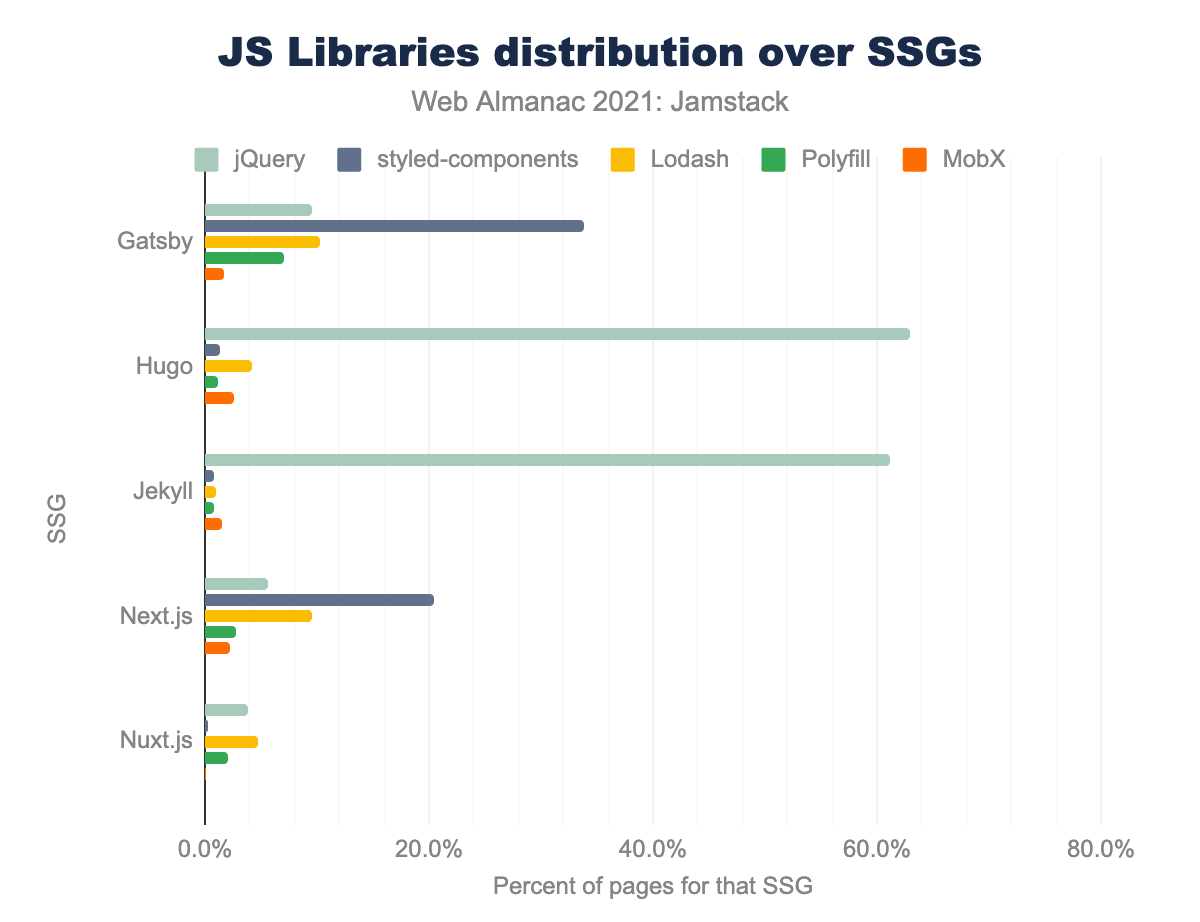 JS Libraries distribution over SSGs
Web Almanac 2021: Jamstack
jQuery styled-components Lodash Polyfill MobX
Gatsby
Hugo
Jekyll
Next.js
Nuxt.js
SSG
0.0% 20.0% 40.0% 60.0% 80.0%
Percent of pages for that SSG